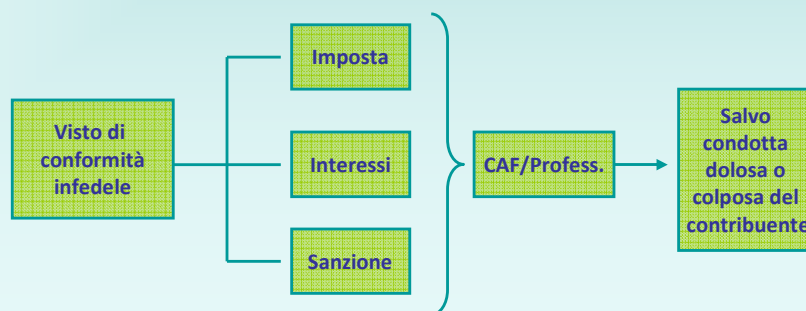 Visto di
conformità
infedele
Imposta
Interessi
Sanzione
CAF/Profess.
Salvo
condotta
dolosa o
colposa del
contribuente